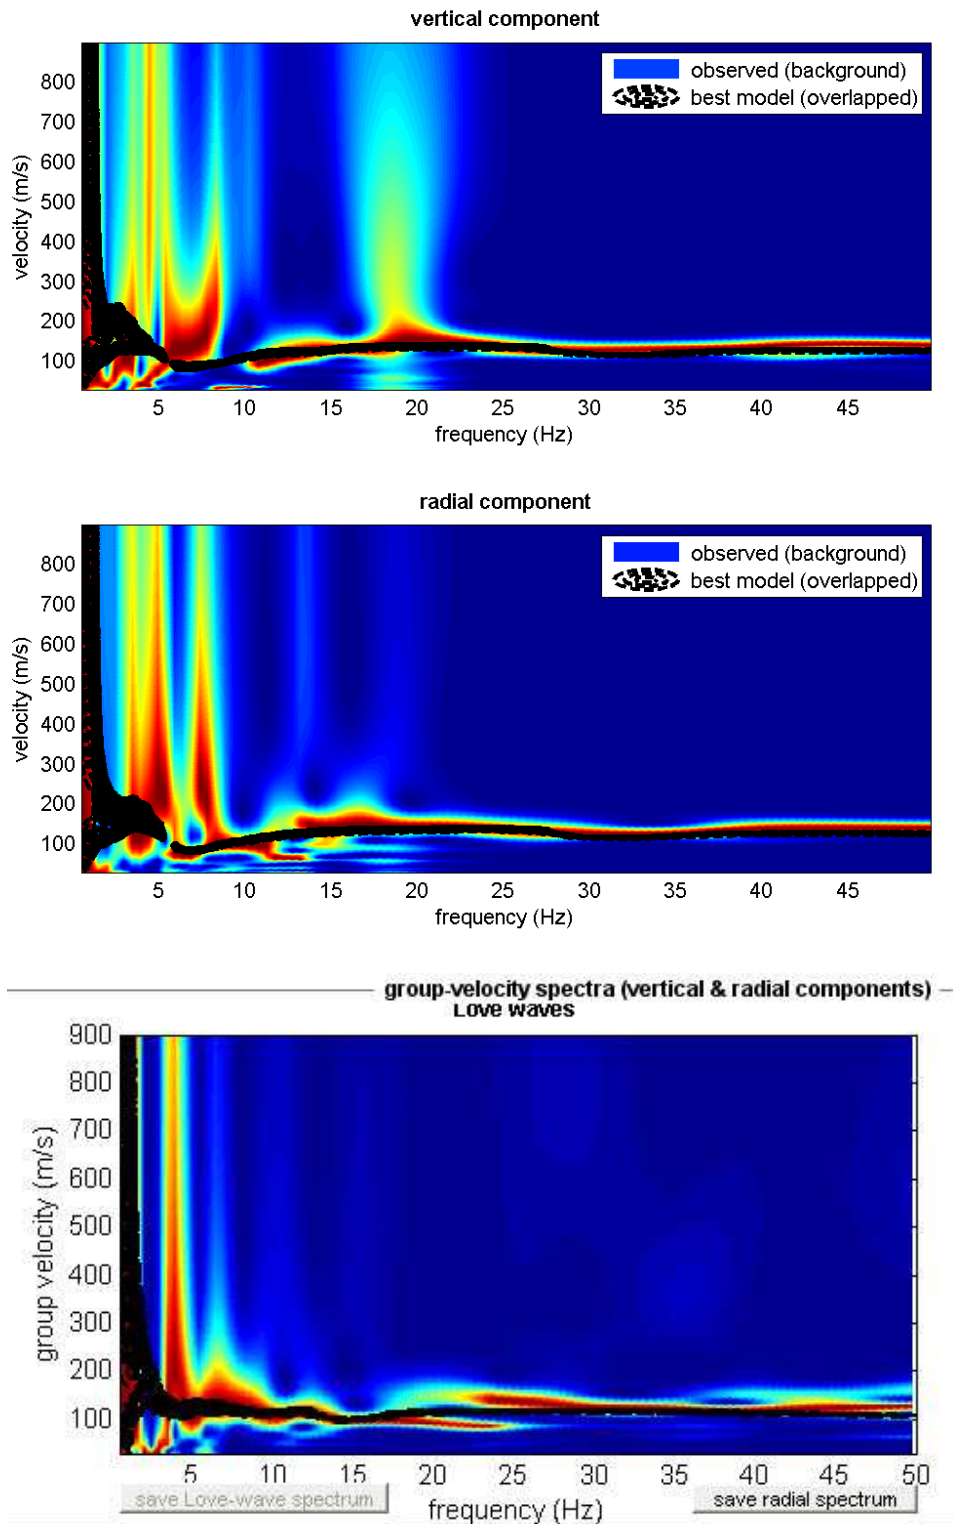 vertical component
observed (background)
best model (overlapped)
velocity (m/s)
800
700
600
500
400
300
200
100
5 10 15 20 25 30 35 40 45
frequency (Hz)
radial component
observed (background)
best model (overlapped)
velocity (m/s)
800
700
600
500
400
300
200
100
5 10 15 20 25 30 35 40 45
frequency (Hz)
group-velocity spectra (vertical & radial components)
Love waves
group velocity (m/s)
900
800
700
600
500
400
300
200
100
5 10 15 20 25 30 35 40 45 50
save Love-wave spectrum
frequency (Hz)
save radial spectrum